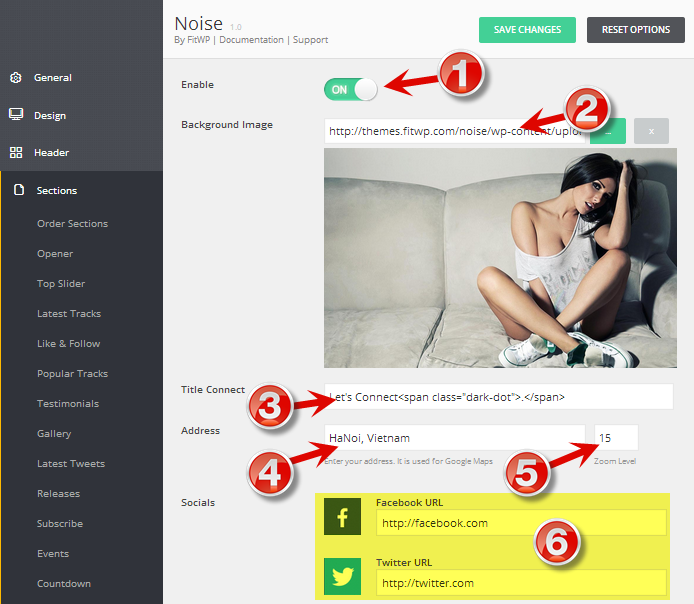 Noise 1.0
By FitWP | Documentation | Support
SAVE CHANGES
RESET OPTIONS
General
Design
Header
Sections
Order Sections
Opener
Top Slider
Latest Tracks
Like & Follow
Popular Tracks
Testimonials
Gallery
Latest Tweets
Releases
Subscribe
Events
Countdown
Enable
ON
1
Background Image
http://themes.fitwp.com/noise/wp-content/uploa
2
...
x
Title Connect
3
Let's Connect<span class="dark-dot">.</span>
Address
HaNoi, Vietnam
15
4
enter your address. It is used for Google Maps
5
Zoom Level
Socials
Facebook URL
http://facebook.com
6
Twitter URL
http://twitter.com